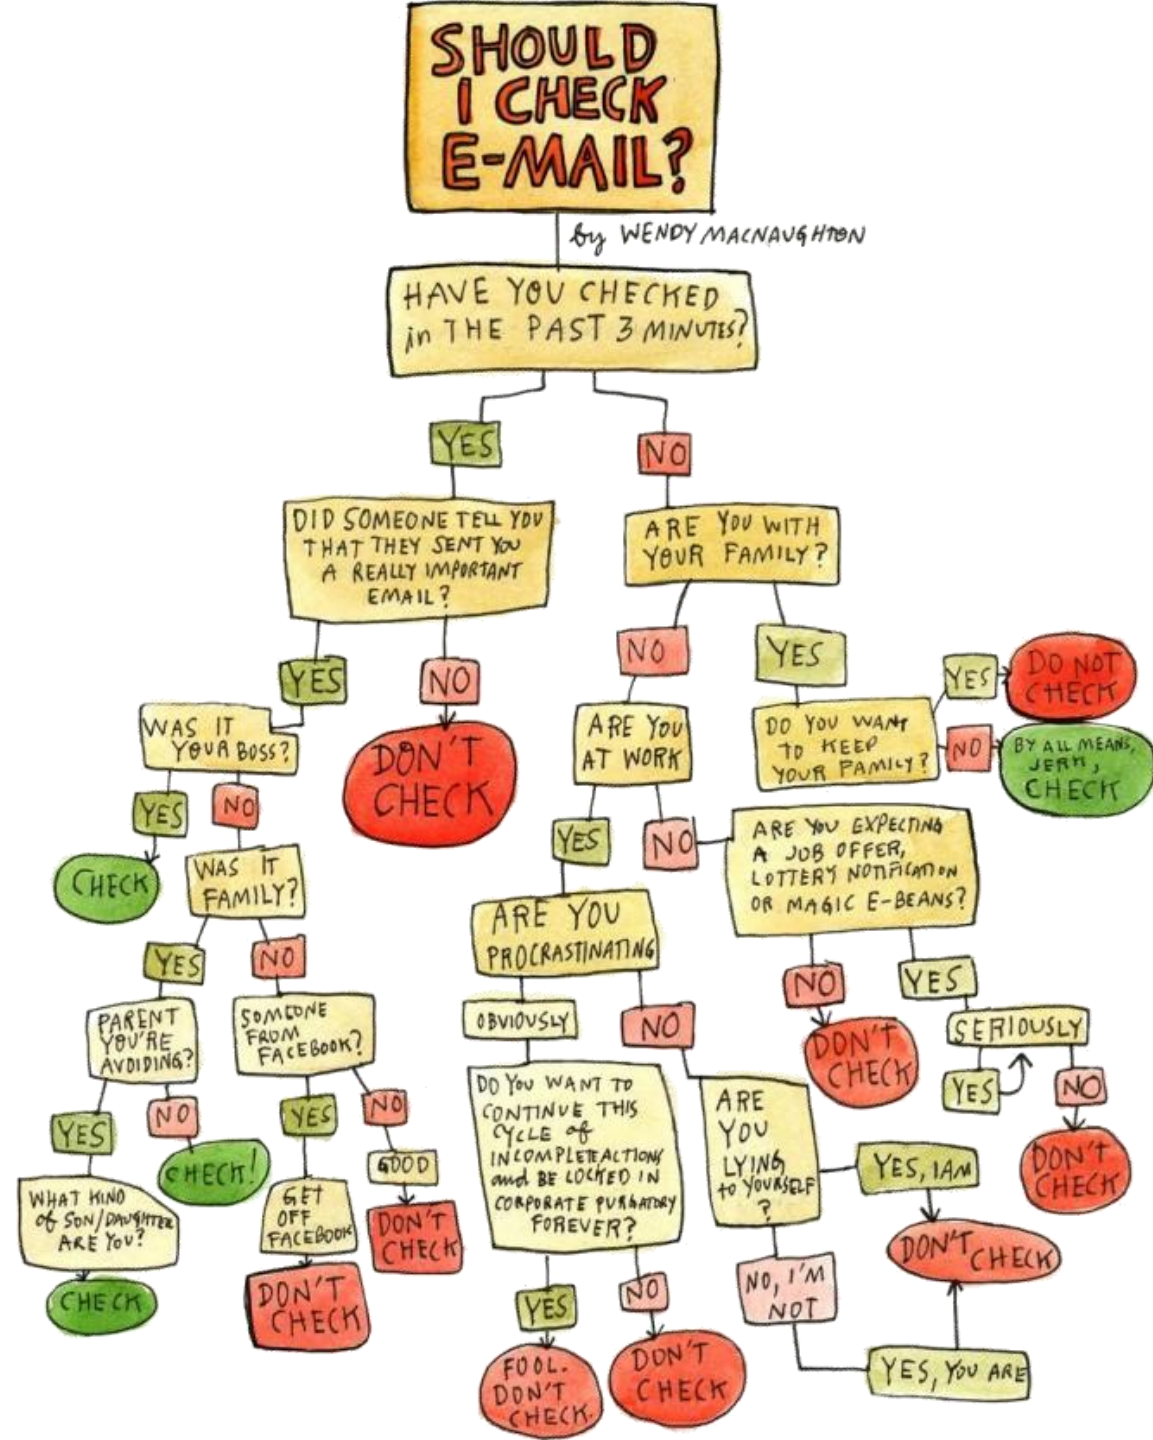 SHOULD
I CHECK
E-MAIL?
by WENDY MACNAUGHTON
HAVE YOU CHECKED
in THE PAST 3 MINUTES?
YES
NO
DID SOMEONE TELL YOU
THAT THEY SENT YOU
A REALLY IMPORTANT
EMAIL?
ARE YOU WITH
YOUR FAMILY?
YES
NO
NO
YES
WAS IT
YOUR BOSS?
DON'T
CHECK
ARE YOU
AT WORK
DO YOU WANT
TO KEEP
YOUR FAMILY?
YES
DO NOT
CHECK
NO
BY ALL MEANS,
JERK,
CHECK
YES
NO
CHECK
WAS IT
FAMILY?
YES
NO
ARE YOU EXPECTING
A JOB OFFER,
LOTTERY NOTIFICATION
OR MAGIC E-BEANS?
YES
NO
ARE YOU
PROCRASTINATING
NO
YES
PARENT
YOU'RE
AVOIDING?
SOMEONE
FROM
FACEBOOK?
OBVIOUSLY
NO
DON'T
CHECK
SERIOUSLY
YES
NO
DON'T
CHECK
YES
NO
CHECK!
YES
NO
GOOD
DON'T
CHECK
WHAT KIND
of SON/DAUGHTER
ARE YOU?
CHECK
GET
OFF
FACEBOOK
DON'T
CHECK
DO YOU WANT TO
CONTINUE THIS
CYCLE of
INCOMPLETE ACTIONS
and BE LOCKED IN
CORPORATE PURGATORY
FOREVER?
ARE
YOU
LYING
to YOURSELF
?
YES, I AM
DON'T CHECK
NO, I'M
NOT
YES, YOU ARE
YES
NO
FOOL.
DON'T
CHECK.
DON'T
CHECK